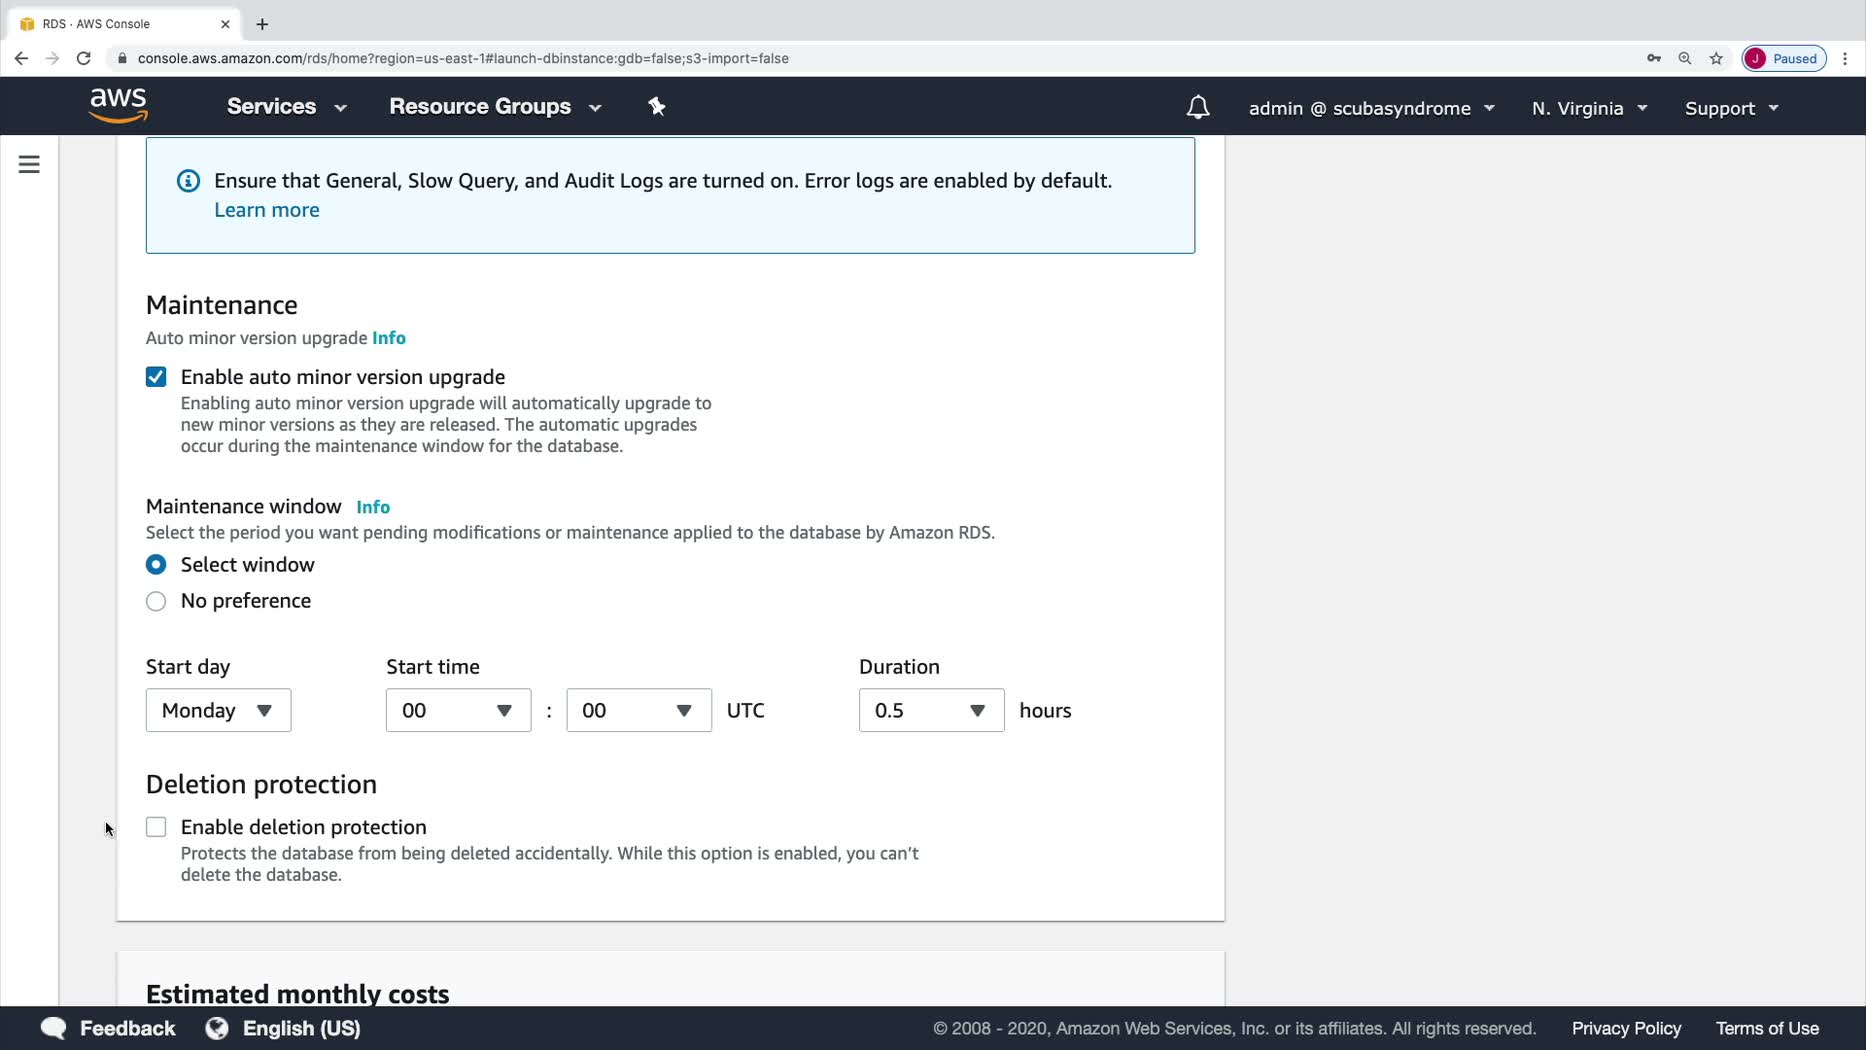 RDS · AWS Console
console.aws.amazon.com/rds/home?region=us-east-1#launch-dbinstance:gdb=false;s3-import=false
J Paused
aws Services Resource Groups admin @ scubasyndrome N. Virginia Support
Ensure that General, Slow Query, and Audit Logs are turned on. Error logs are enabled by default.
Learn more
Maintenance
Auto minor version upgrade Info
Enable auto minor version upgrade
Enabling auto minor version upgrade will automatically upgrade to
new minor versions as they are released. The automatic upgrades
occur during the maintenance window for the database.
Maintenance window Info
Select the period you want pending modifications or maintenance applied to the database by Amazon RDS.
Select window
No preference
Start day Start time Duration
Monday 00 : 00 UTC 0.5 hours
Deletion protection
Enable deletion protection
Protects the database from being deleted accidentally. While this option is enabled, you can't
delete the database.
Estimated monthly costs
Feedback English (US) © 2008 - 2020, Amazon Web Services, Inc. or its affiliates. All rights reserved. Privacy Policy Terms of Use